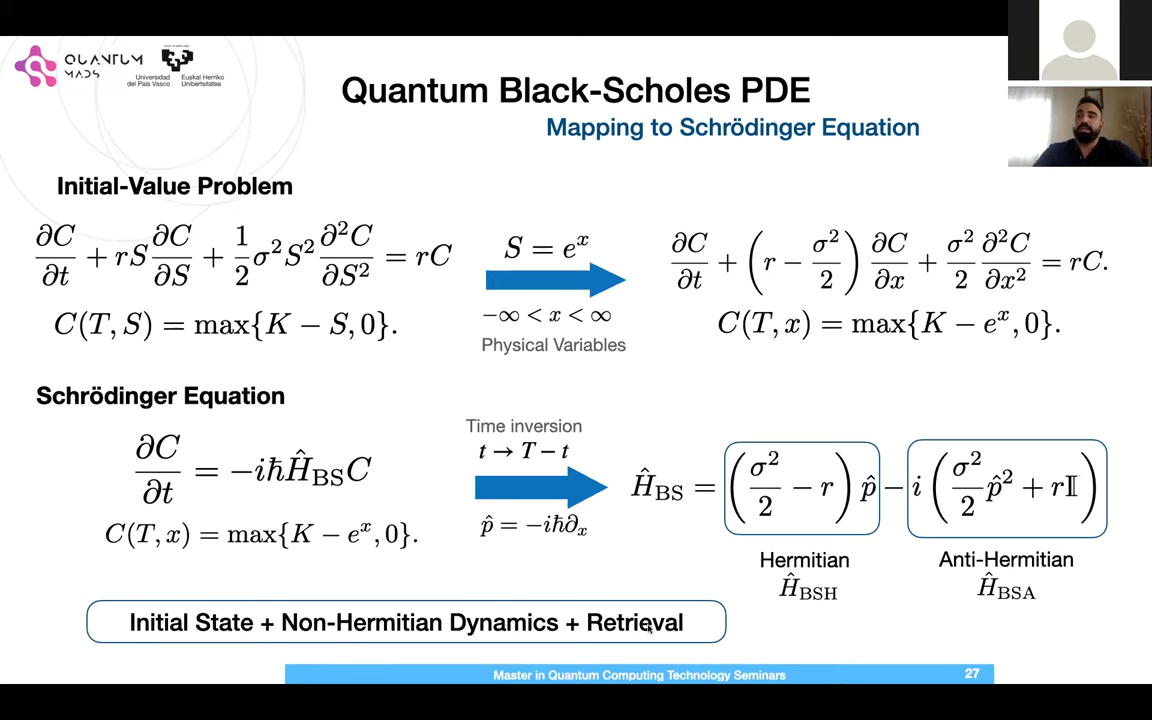 QUANTUM
MADS
Universidad
del País Vasco
Euskal Herriko
Unibertsitatea
Quantum Black-Scholes PDE
Mapping to Schrödinger Equation
Initial-Value Problem
∂C/∂t + rS ∂C/∂S + 1/2 σ²S² ∂²C/∂S² = rC
C(T, S) = max{K − S, 0}.
S = eˣ
−∞ < x < ∞
Physical Variables
∂C/∂t + (r − σ²/2) ∂C/∂x + σ²/2 ∂²C/∂x² = rC.
C(T, x) = max{K − eˣ, 0}.
Schrödinger Equation
∂C/∂t = −iħĤ_BS C
C(T, x) = max{K − eˣ, 0}.
Time inversion
t → T − t
p̂ = −iħ∂ₓ
Ĥ_BS = (σ²/2 − r) p̂ − i (σ²/2 p̂² + r𝕀)
Hermitian
Ĥ_BSH
Anti-Hermitian
Ĥ_BSA
Initial State + Non-Hermitian Dynamics + Retrieval
Master in Quantum Computing Technology Seminars
27